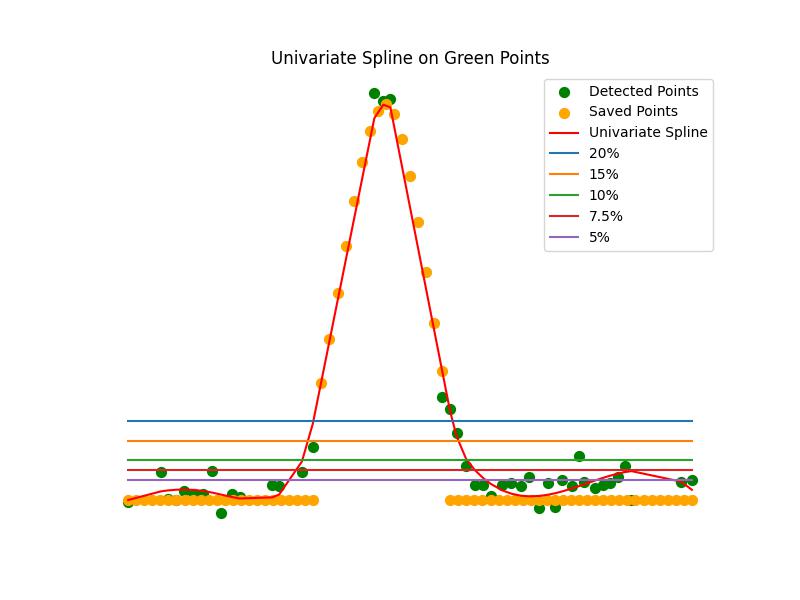 Univariate Spline on Green Points
Detected Points
Saved Points
Univariate Spline
20%
15%
10%
7.5%
5%